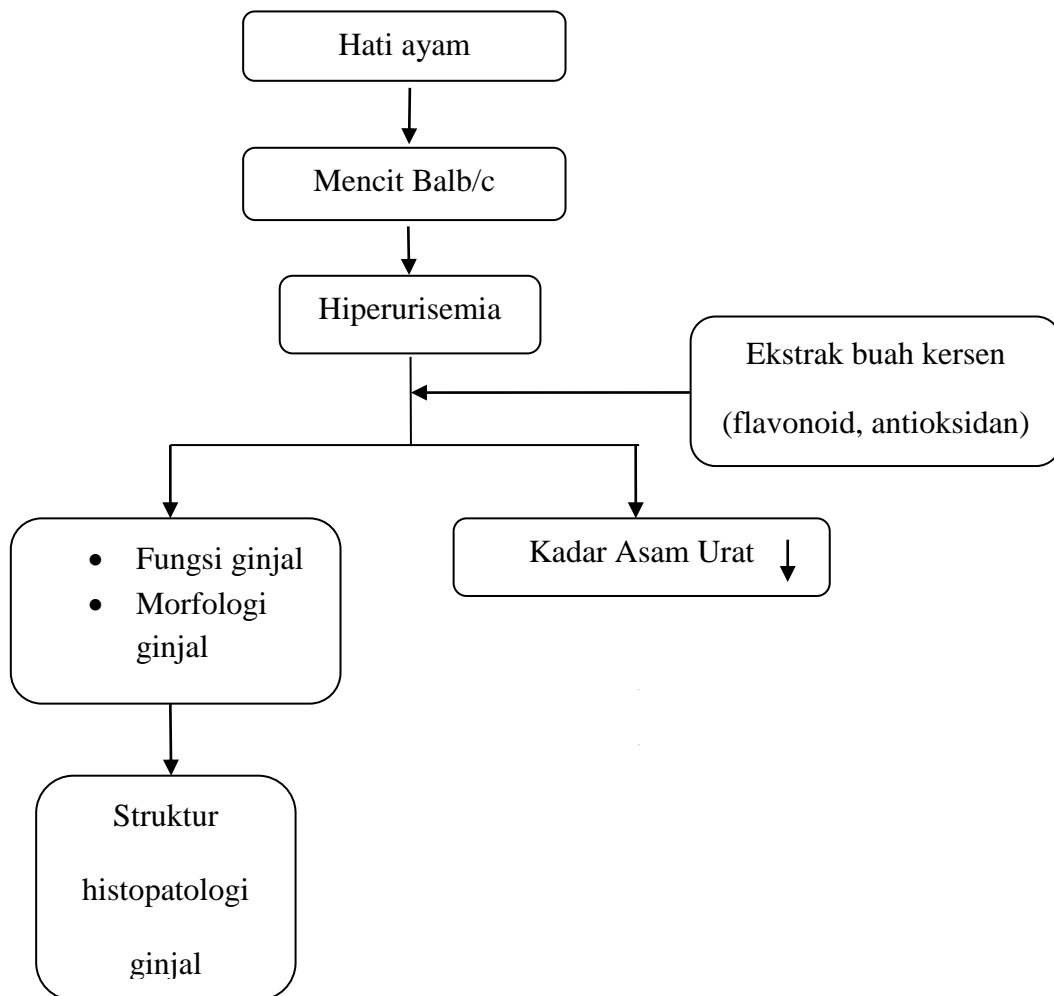 Hati ayam
Mencit Balb/c
Hiperurisemia
Ekstrak buah kersen
(flavonoid, antioksidan)
• Fungsi ginjal
• Morfologi
ginjal
Kadar Asam Urat
Struktur
histopatologi
ginjal